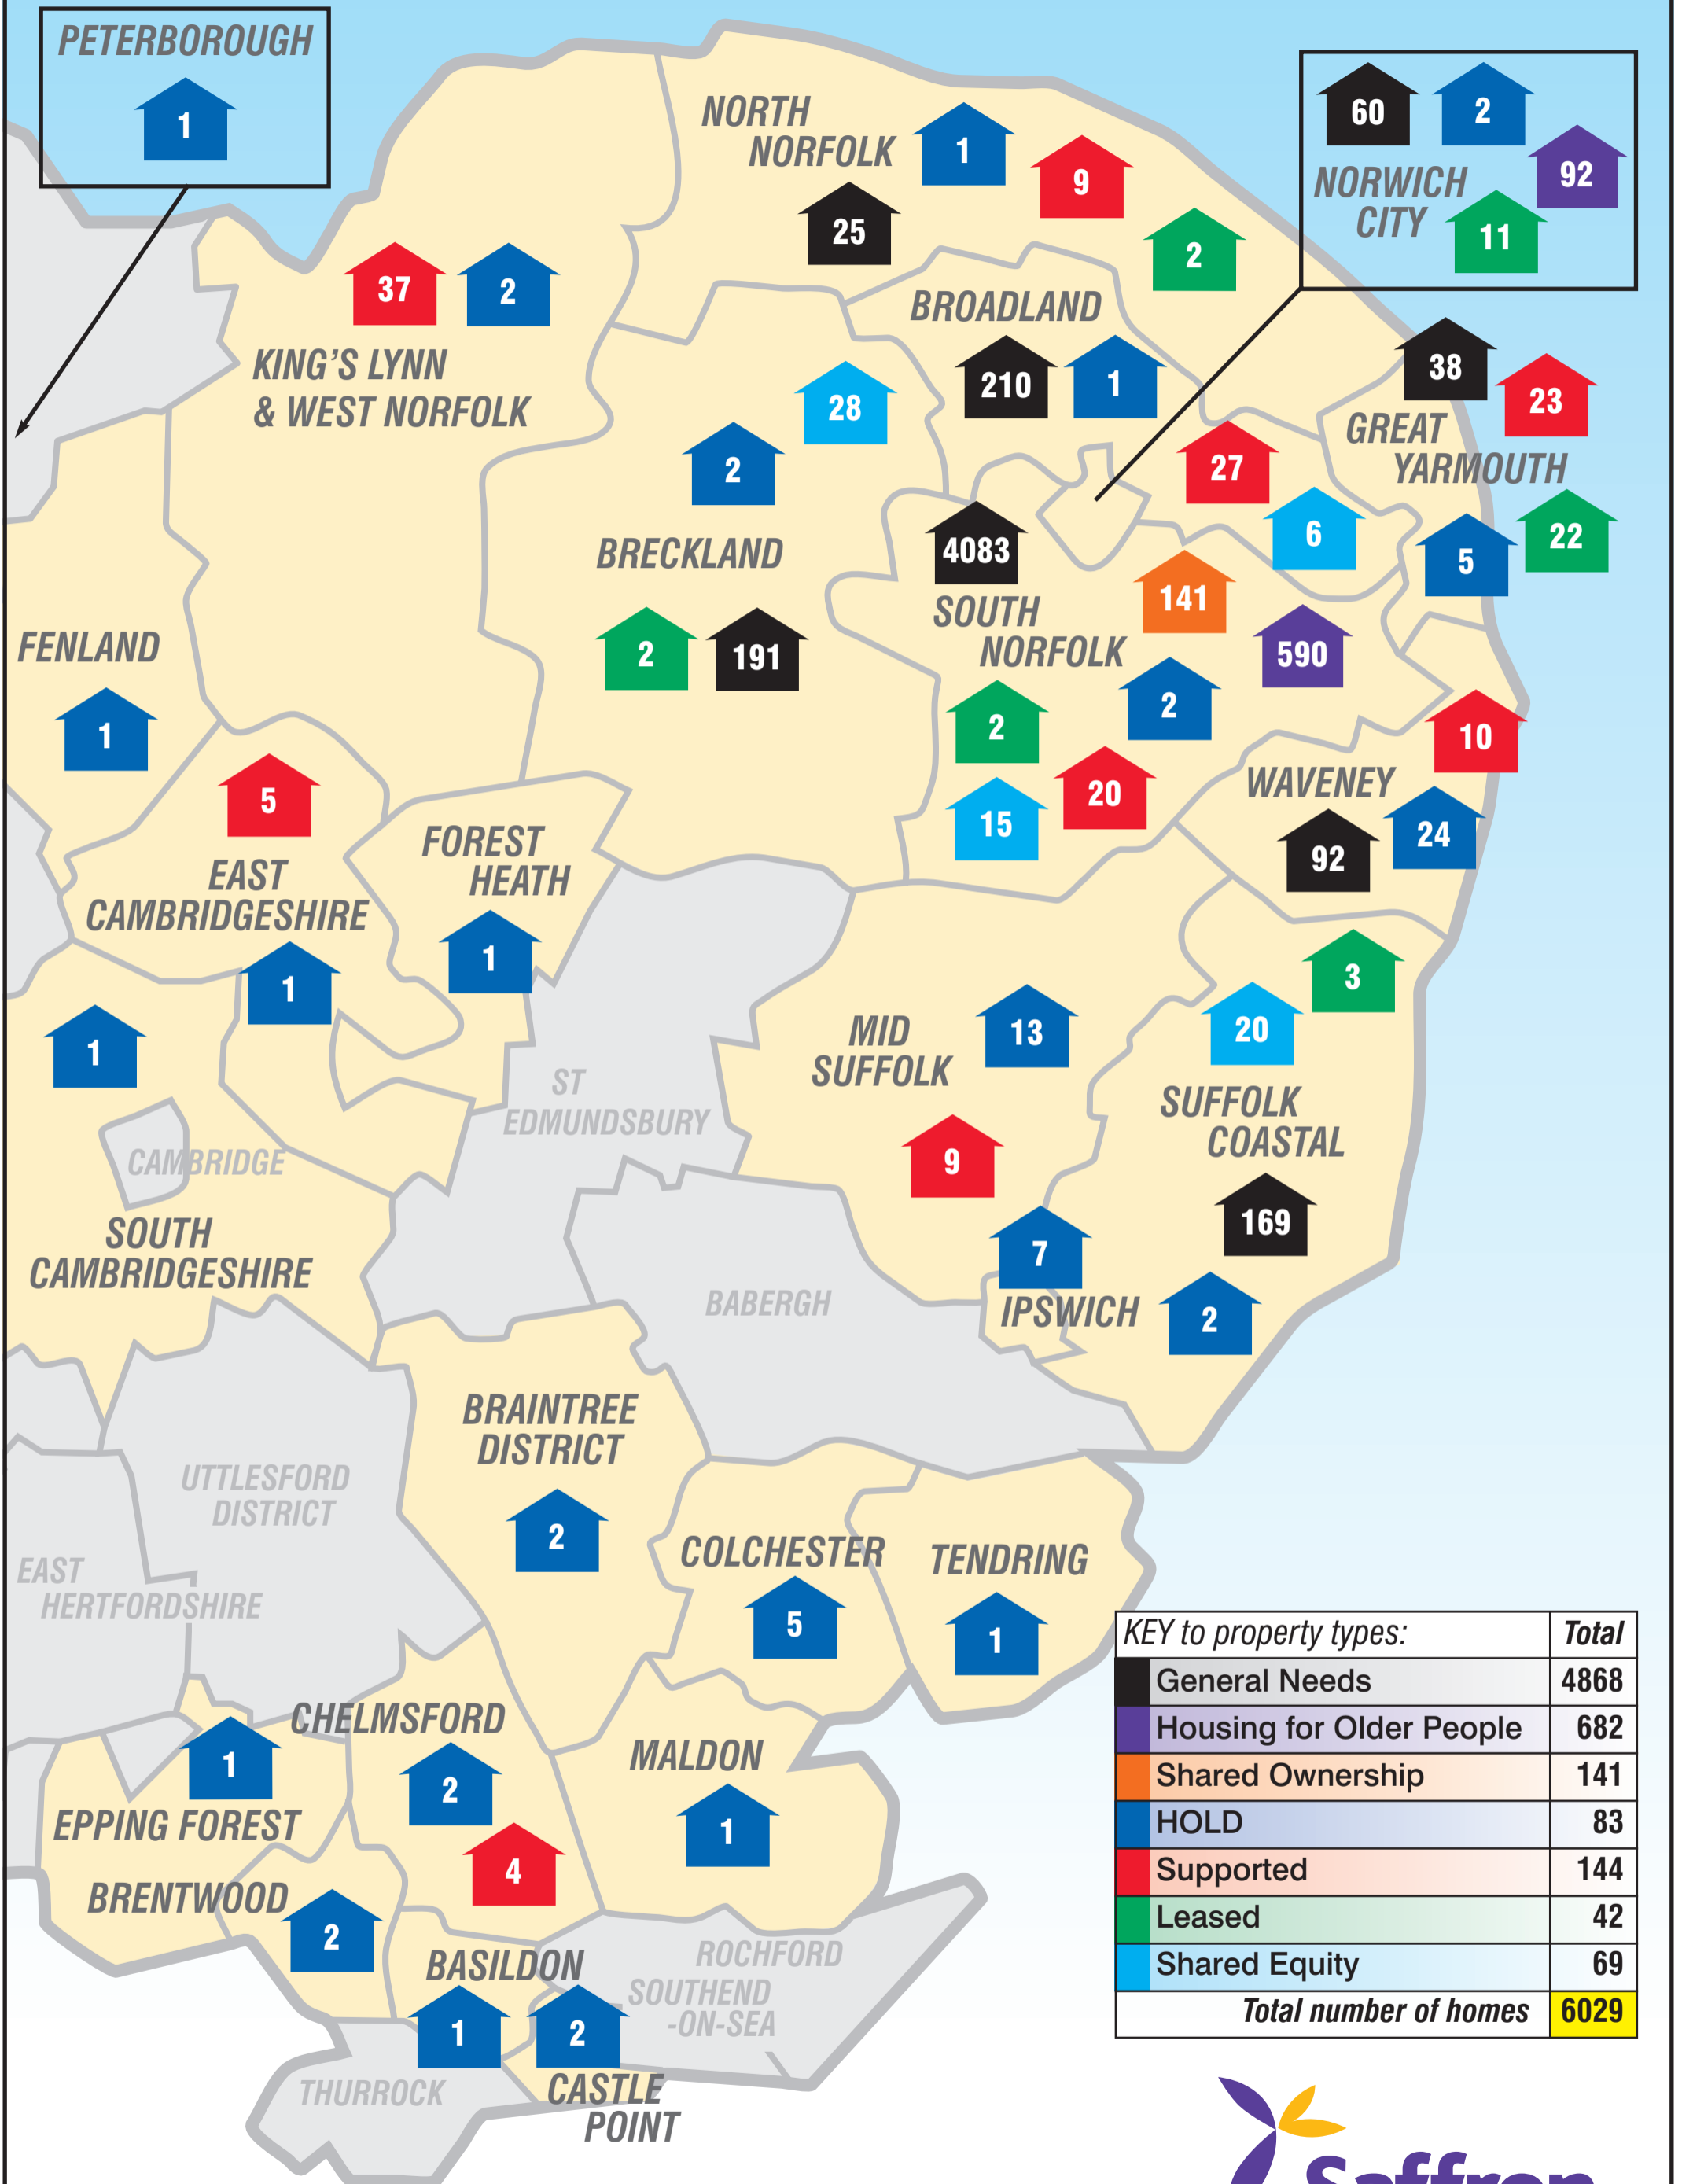 PETERBOROUGH
1
NORTH
NORFOLK
1
9
25
2
60
2
92
NORWICH
CITY
11
37
2
KING'S LYNN
& WEST NORFOLK
BROADLAND
210
1
27
6
38
23
GREAT
YARMOUTH
5
22
28
2
BRECKLAND
2
191
4083
SOUTH
NORFOLK
141
590
2
2
15
20
FENLAND
1
5
EAST
CAMBRIDGESHIRE
1
FOREST
HEATH
1
10
WAVENEY
92
24
1
CAMBRIDGE
SOUTH
CAMBRIDGESHIRE
ST
EDMUNDSBURY
MID
SUFFOLK
13
9
3
20
SUFFOLK
COASTAL
169
2
7
IPSWICH
BABERGH
BRAINTREE
DISTRICT
2
UTTLESFORD
DISTRICT
EAST
HERTFORDSHIRE
COLCHESTER
5
TENDRING
1
CHELMSFORD
2
4
MALDON
1
1
EPPING FOREST
BRENTWOOD
2
BASILDON
1
2
CASTLE
POINT
ROCHFORD
SOUTHEND
-ON-SEA
THURROCK
KEY to property types: Total
General Needs 4868
Housing for Older People 682
Shared Ownership 141
HOLD 83
Supported 144
Leased 42
Shared Equity 69
Total number of homes 6029
Saffron